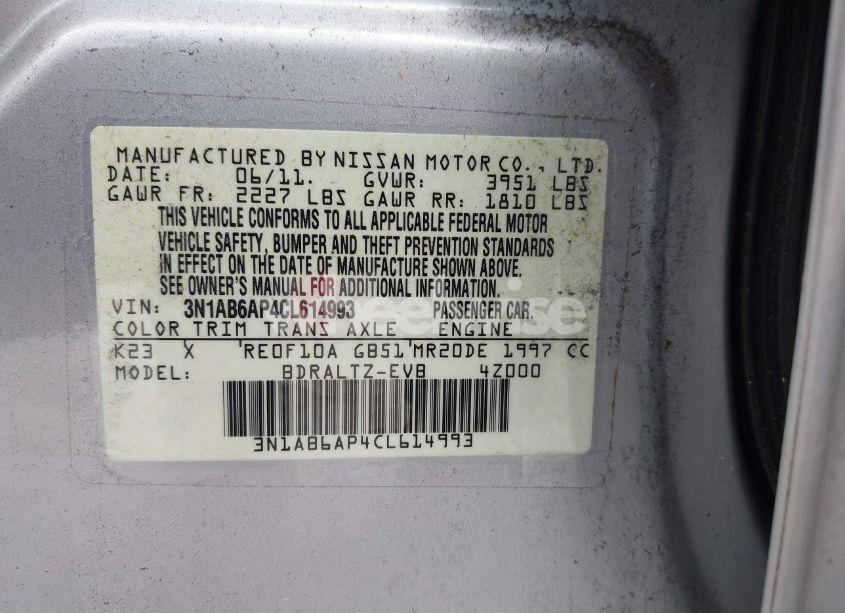 MANUFACTURED BY NISSAN MOTOR CO., LTD.
DATE: 06/11. GVWR: 3951 LBS
GAWR FR: 2227 LBS GAWR RR: 1810 LBS
THIS VEHICLE CONFORMS TO ALL APPLICABLE FEDERAL MOTOR
VEHICLE SAFETY, BUMPER AND THEFT PREVENTION STANDARDS
IN EFFECT ON THE DATE OF MANUFACTURE SHOWN ABOVE.
SEE OWNER'S MANUAL FOR ADDITIONAL INFORMATION.
VIN: 3N1AB6AP4CL614993 PASSENGER CAR.
COLOR TRIM TRANS AXLE ENGINE
K23 X 'RE0F10A GB51'MR20DE 1997 CC
MODEL: BDRALTZ-EVB 4Z000
3N1AB6AP4CL614993